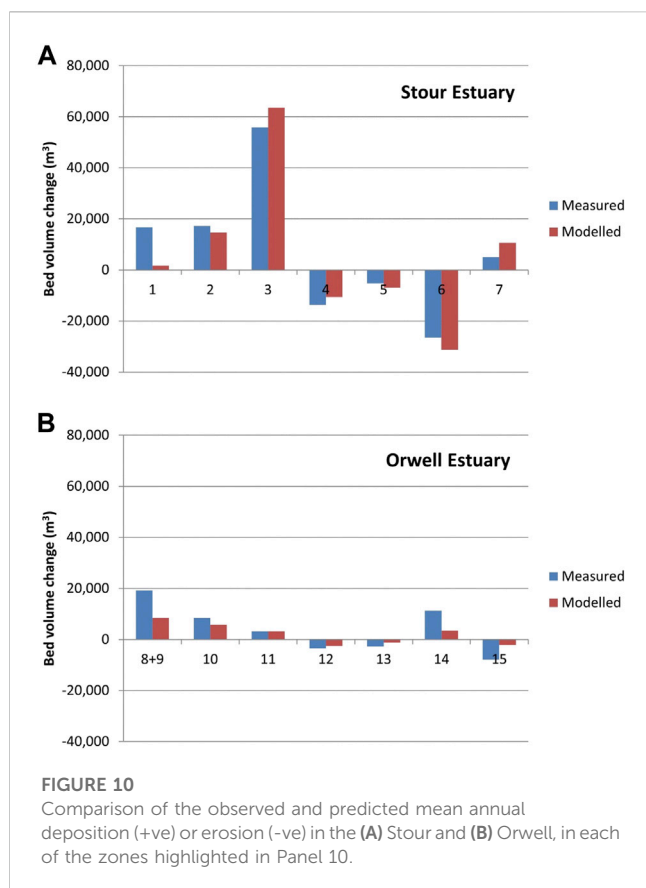 A
80,000
60,000
40,000
20,000
0
-20,000
-40,000
Bed volume change (m³)
Stour Estuary
1 2 3 4 5 6 7
Measured
Modelled
B
80,000
60,000
40,000
20,000
0
-20,000
-40,000
Bed volume change (m³)
Orwell Estuary
8+9 10 11 12 13 14 15
Measured
Modelled
FIGURE 10
Comparison of the observed and predicted mean annual
deposition (+ve) or erosion (-ve) in the (A) Stour and (B) Orwell, in each
of the zones highlighted in Panel 10.